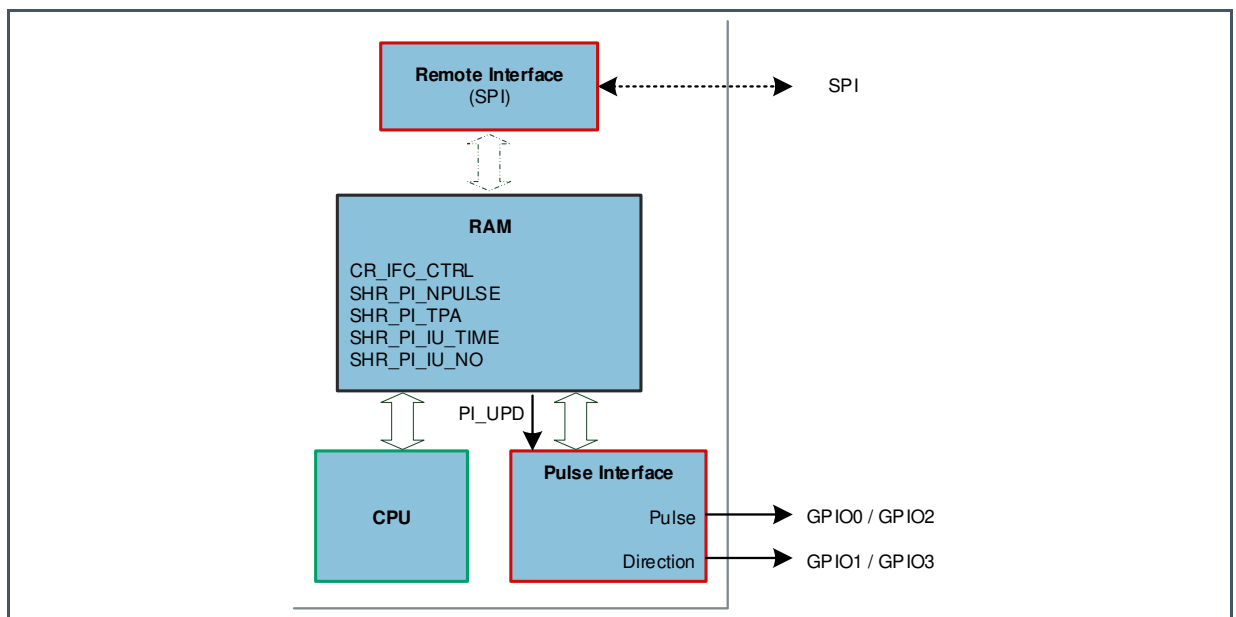 Remote Interface
(SPI)
SPI
RAM
CR_IFC_CTRL
SHR_PI_NPULSE
SHR_PI_TPA
SHR_PI_IU_TIME
SHR_PI_IU_NO
PI_UPD
CPU
Pulse Interface
Pulse
GPIO0 / GPIO2
Direction
GPIO1 / GPIO3